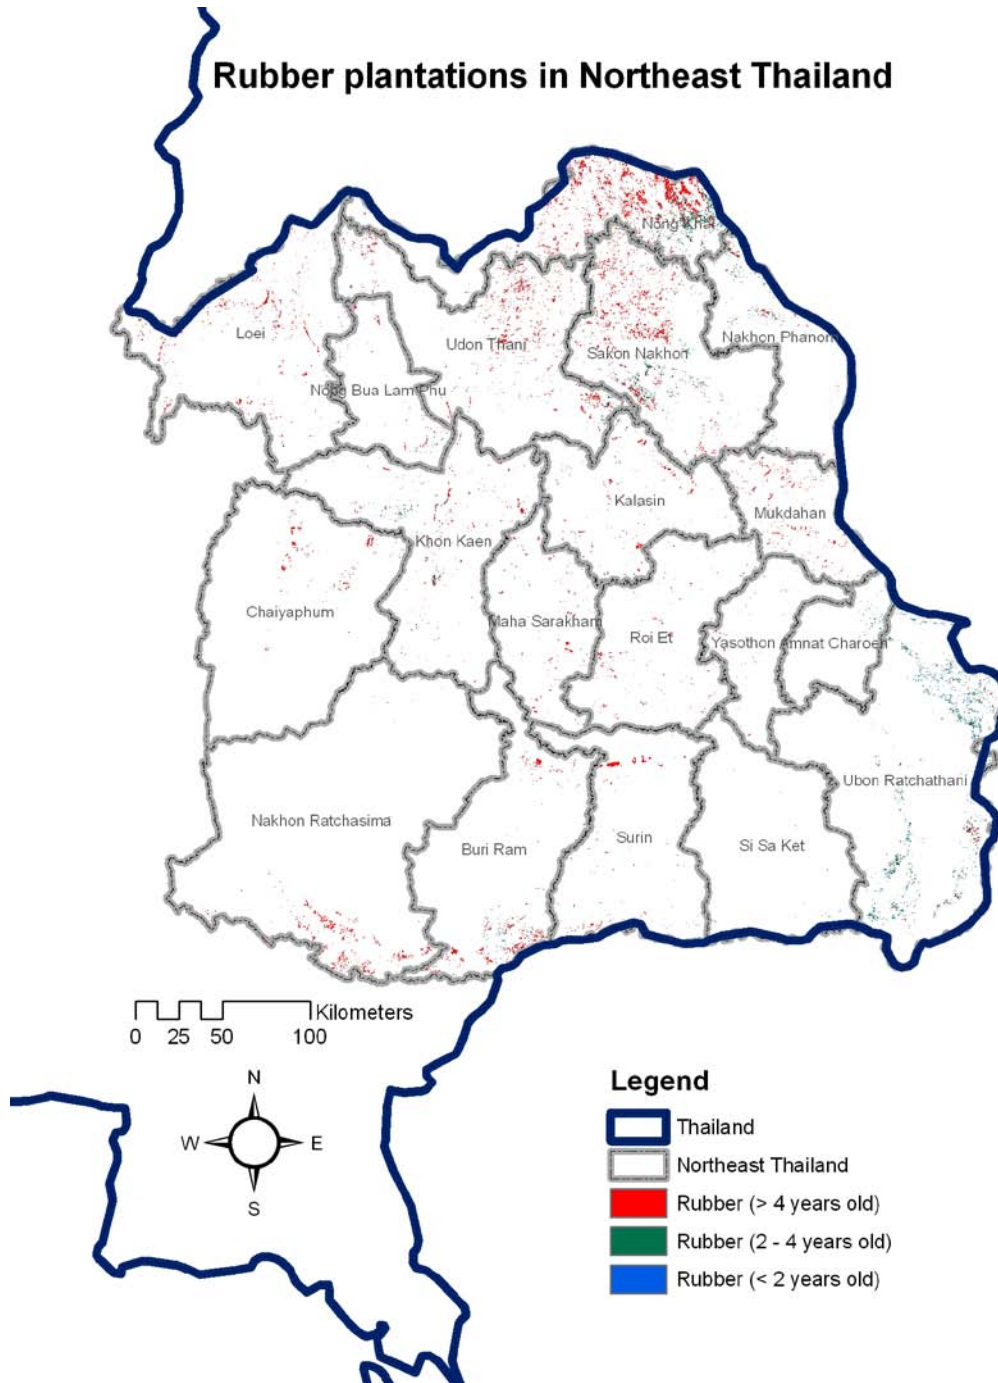 Rubber plantations in Northeast Thailand
Nong Khai
Loei
Udon Thani
Sakon Nakhon
Nakhon Phanom
Nong Bua Lam Phu
Kalasin
Mukdahan
Khon Kaen
Chaiyaphum
Maha Sarakham
Roi Et
Yasothon
Amnat Charoen
Ubon Ratchathani
Nakhon Ratchasima
Buri Ram
Surin
Si Sa Ket
Kilometers
0 25 50 100
N
W E
S
Legend
Thailand
Northeast Thailand
Rubber (> 4 years old)
Rubber (2 - 4 years old)
Rubber (< 2 years old)